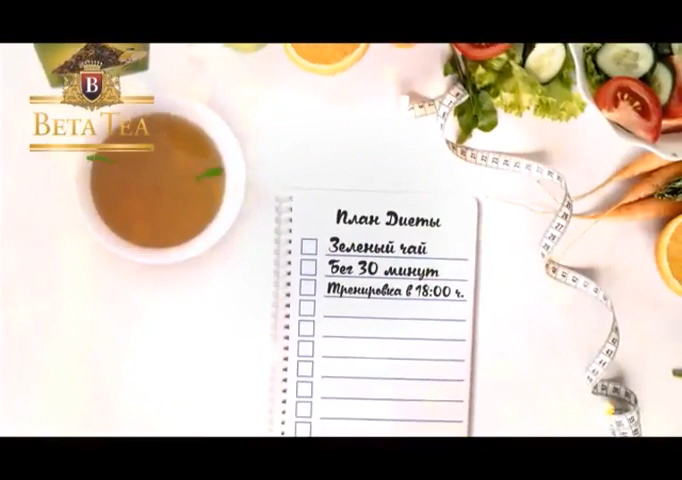 B
BETA TEA
План Диеты
Зеленый чай
Бег 30 минут
Тренировка в 18:00 ч.